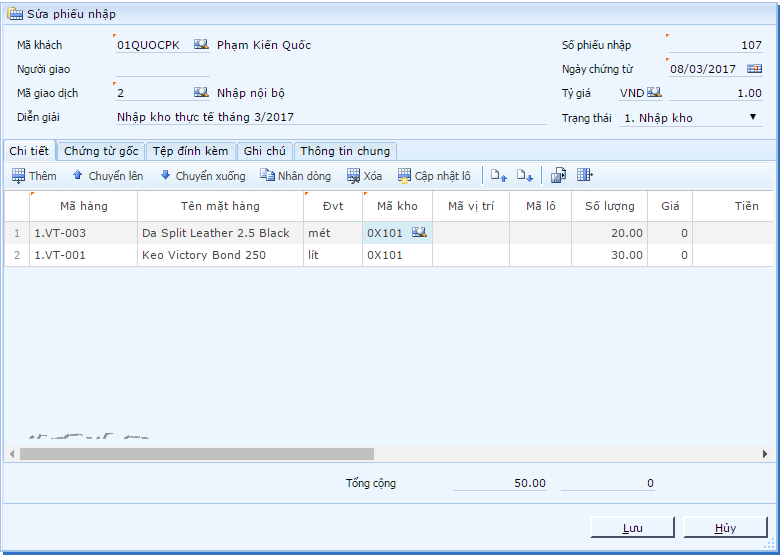 Sửa phiếu nhập
Mã khách 01QUOCPK Phạm Kiến Quốc Số phiếu nhập 107
Người giao Ngày chứng từ 08/03/2017
Mã giao dịch 2 Nhập nội bộ Tỷ giá VND 1.00
Diễn giải Nhập kho thực tế tháng 3/2017 Trạng thái 1. Nhập kho
Chi tiết Chứng từ gốc Tệp đính kèm Ghi chú Thông tin chung
Thêm Chuyển lên Chuyển xuống Nhân dòng Xóa Cập nhật lô
Mã hàng Tên mặt hàng Đvt Mã kho Mã vị trí Mã lô Số lượng Giá Tiền
1 1.VT-003 Da Split Leather 2.5 Black mét 0X101 20.00 0
2 1.VT-001 Keo Victory Bond 250 lít 0X101 30.00 0
Tổng cộng 50.00 0
Lưu Hủy